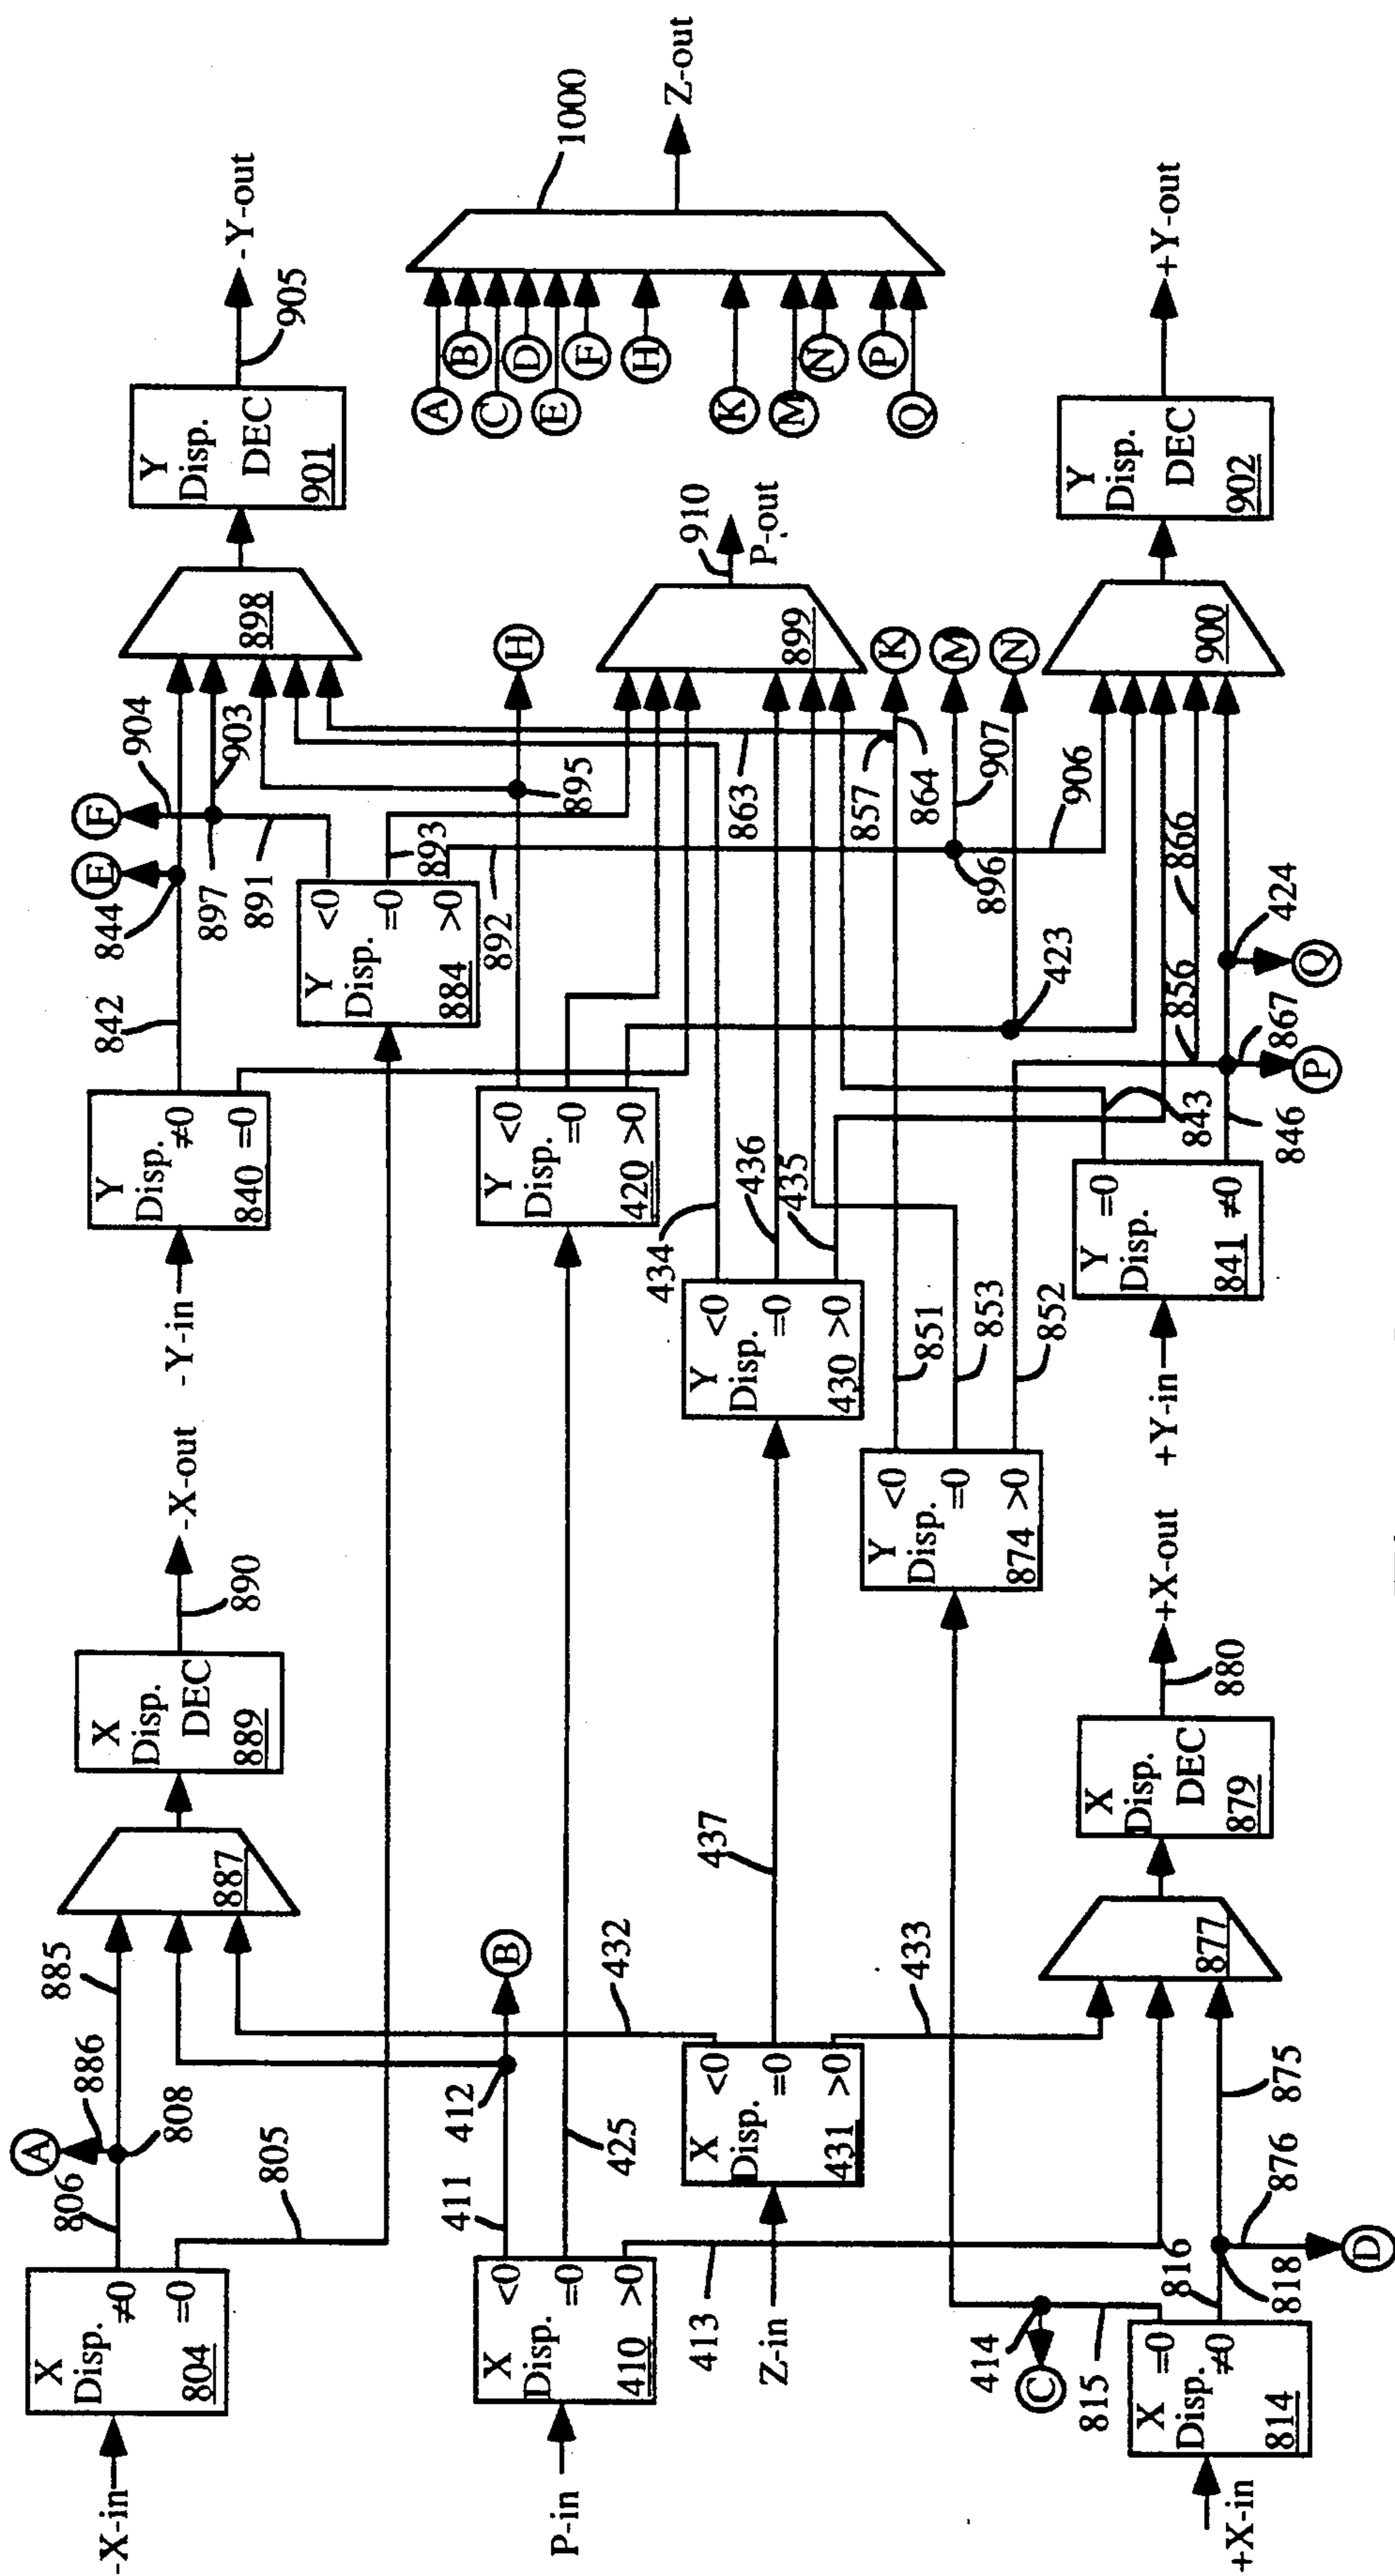 -X-in
X
Disp.
≠0
804 =0
806
A
886
808
805
885
887
X
Disp.
DEC
889
890
-X-out
-Y-in
Y
Disp.
≠0
840 =0
842
844
E
F
904
897
891
903
898
Y
Disp.
DEC
901
905
-Y-out
Y <0
Disp.
=0
884 >0
893
892
895
P-in
X <0
Disp.
=0
410 >0
411
412
B
425
413
Y <0
Disp.
=0
420 >0
H
Z-in
X <0
Disp.
=0
431 >0
432
433
437
Y <0
Disp.
=0
430 >0
434
436
435
863
899
910
P-out
857
864
K
M
N
907
896
906
423
Y <0
Disp.
=0
874 >0
851
853
852
+X-in
X =0
Disp.
814 ≠0
414
C
815
816
818
D
876
875
877
X
Disp.
DEC
879
880
+X-out
+Y-in
Y =0
Disp.
841 ≠0
843
846
856
866
867
P
Q
424
900
Y
Disp.
DEC
902
+Y-out
A
B
C
D
E
F
H
K
M
N
P
Q
1000
Z-out